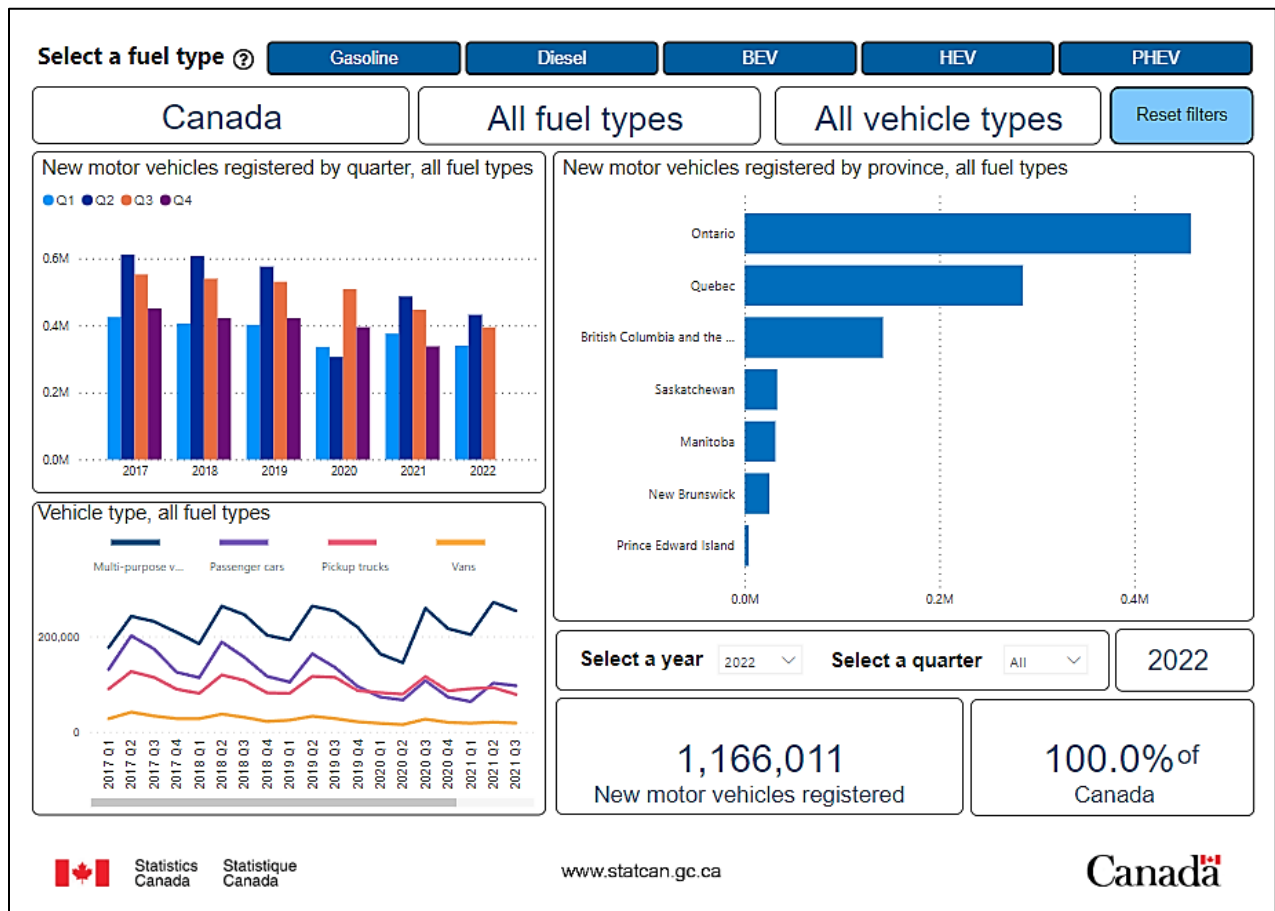 Select a fuel type ?
Gasoline Diesel BEV HEV PHEV
Canada All fuel types All vehicle types Reset filters
New motor vehicles registered by quarter, all fuel types
Q1 Q2 Q3 Q4
0.6M
0.4M
0.2M
0.0M
2017 2018 2019 2020 2021 2022
Vehicle type, all fuel types
Multi-purpose v... Passenger cars Pickup trucks Vans
200,000
0
2017 Q1 2017 Q2 2017 Q3 2017 Q4 2018 Q1 2018 Q2 2018 Q3 2018 Q4 2019 Q1 2019 Q2 2019 Q3 2019 Q4 2020 Q1 2020 Q2 2020 Q3 2020 Q4 2021 Q1 2021 Q2 2021 Q3
New motor vehicles registered by province, all fuel types
Ontario
Quebec
British Columbia and the ...
Saskatchewan
Manitoba
New Brunswick
Prince Edward Island
0.0M 0.2M 0.4M
Select a year 2022 Select a quarter All 2022
1,166,011
New motor vehicles registered
100.0% of
Canada
Statistics Statistique
Canada Canada
www.statcan.gc.ca
Canada